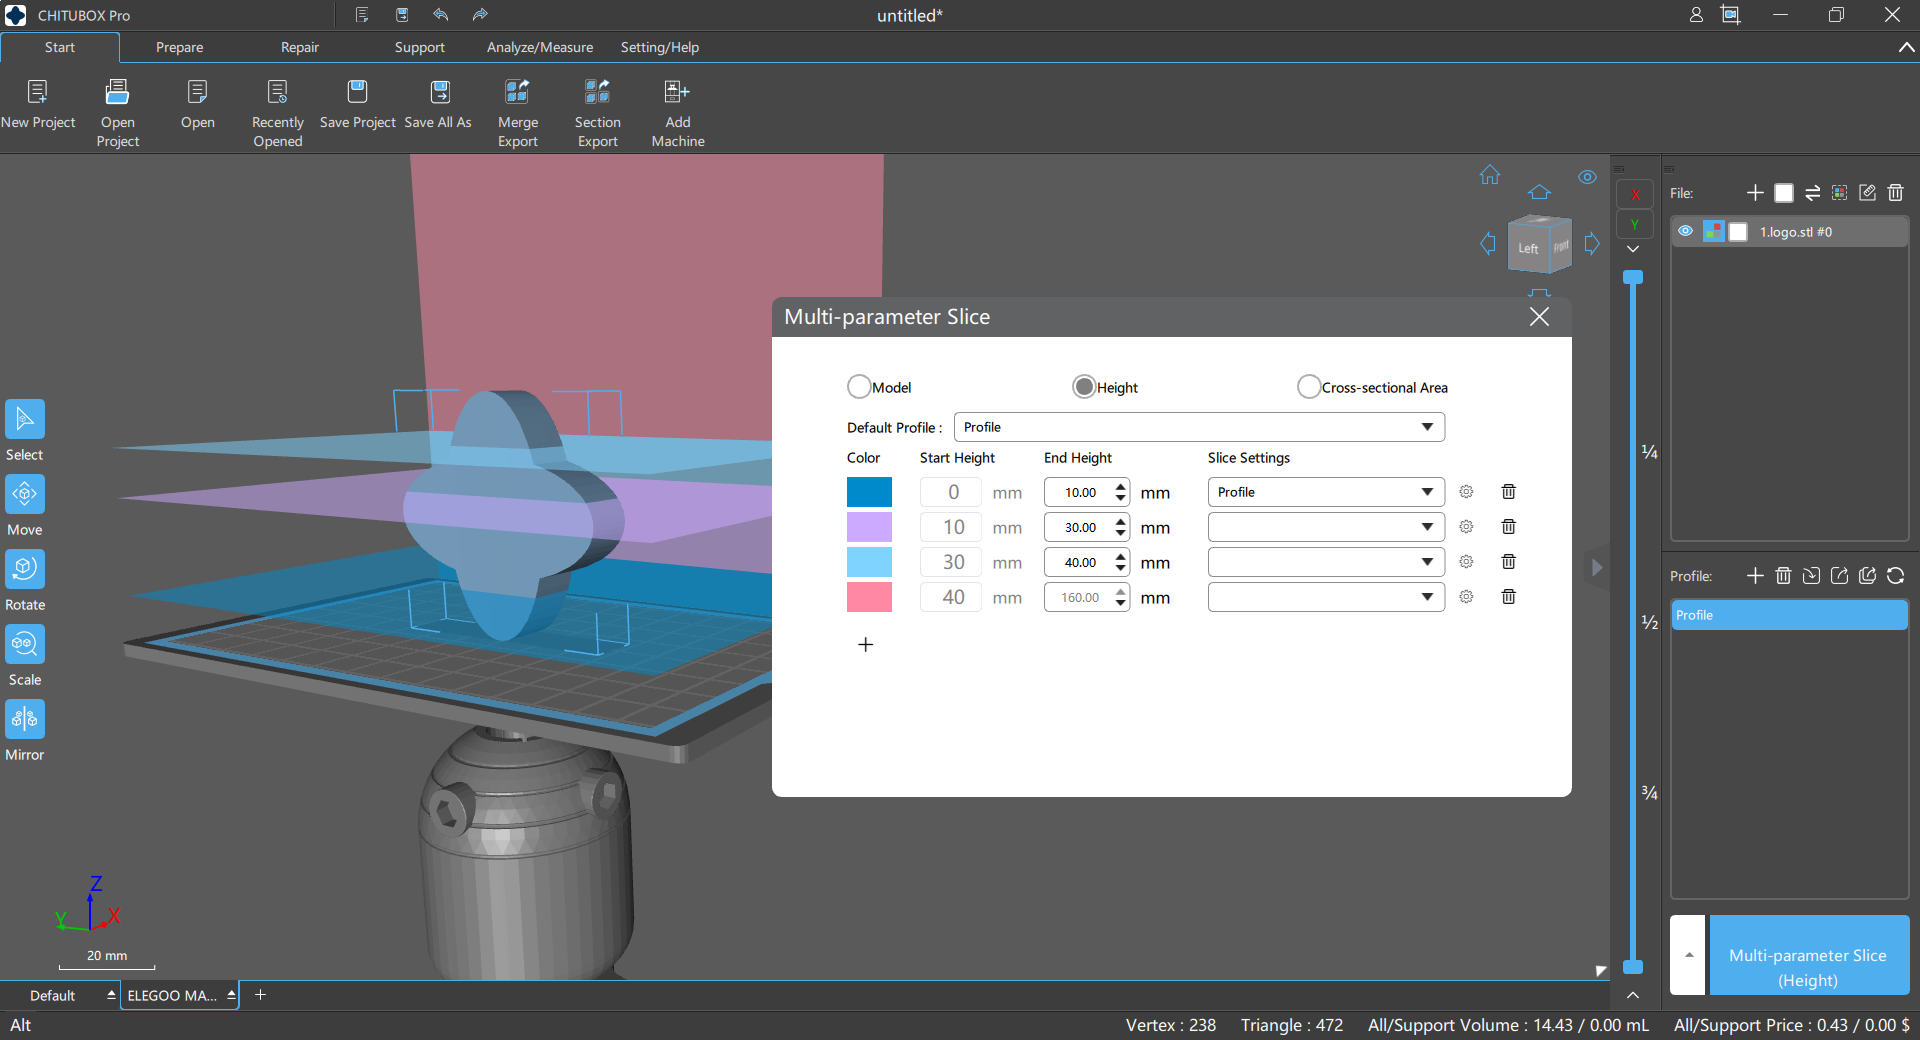 CHITUBOX Pro
untitled*
Start Prepare Repair Support Analyze/Measure Setting/Help
New Project
Open
Project
Open
Recently
Opened
Save Project
Save All As
Merge
Export
Section
Export
Add
Machine
Select
Move
Rotate
Scale
Mirror
Z
Y
X
20 mm
Left Front
Multi-parameter Slice
Model Height Cross-sectional Area
Default Profile : Profile
Color Start Height End Height Slice Settings
0 mm 10.00 mm Profile
10 mm 30.00 mm
30 mm 40.00 mm
40 mm 160.00 mm
X
Y
¼
½
¾
File:
1.logo.stl #0
Profile:
Profile
Multi-parameter Slice
(Height)
Default ELEGOO MA...
Alt
Vertex : 238 Triangle : 472 All/Support Volume : 14.43 / 0.00 mL All/Support Price : 0.43 / 0.00 $